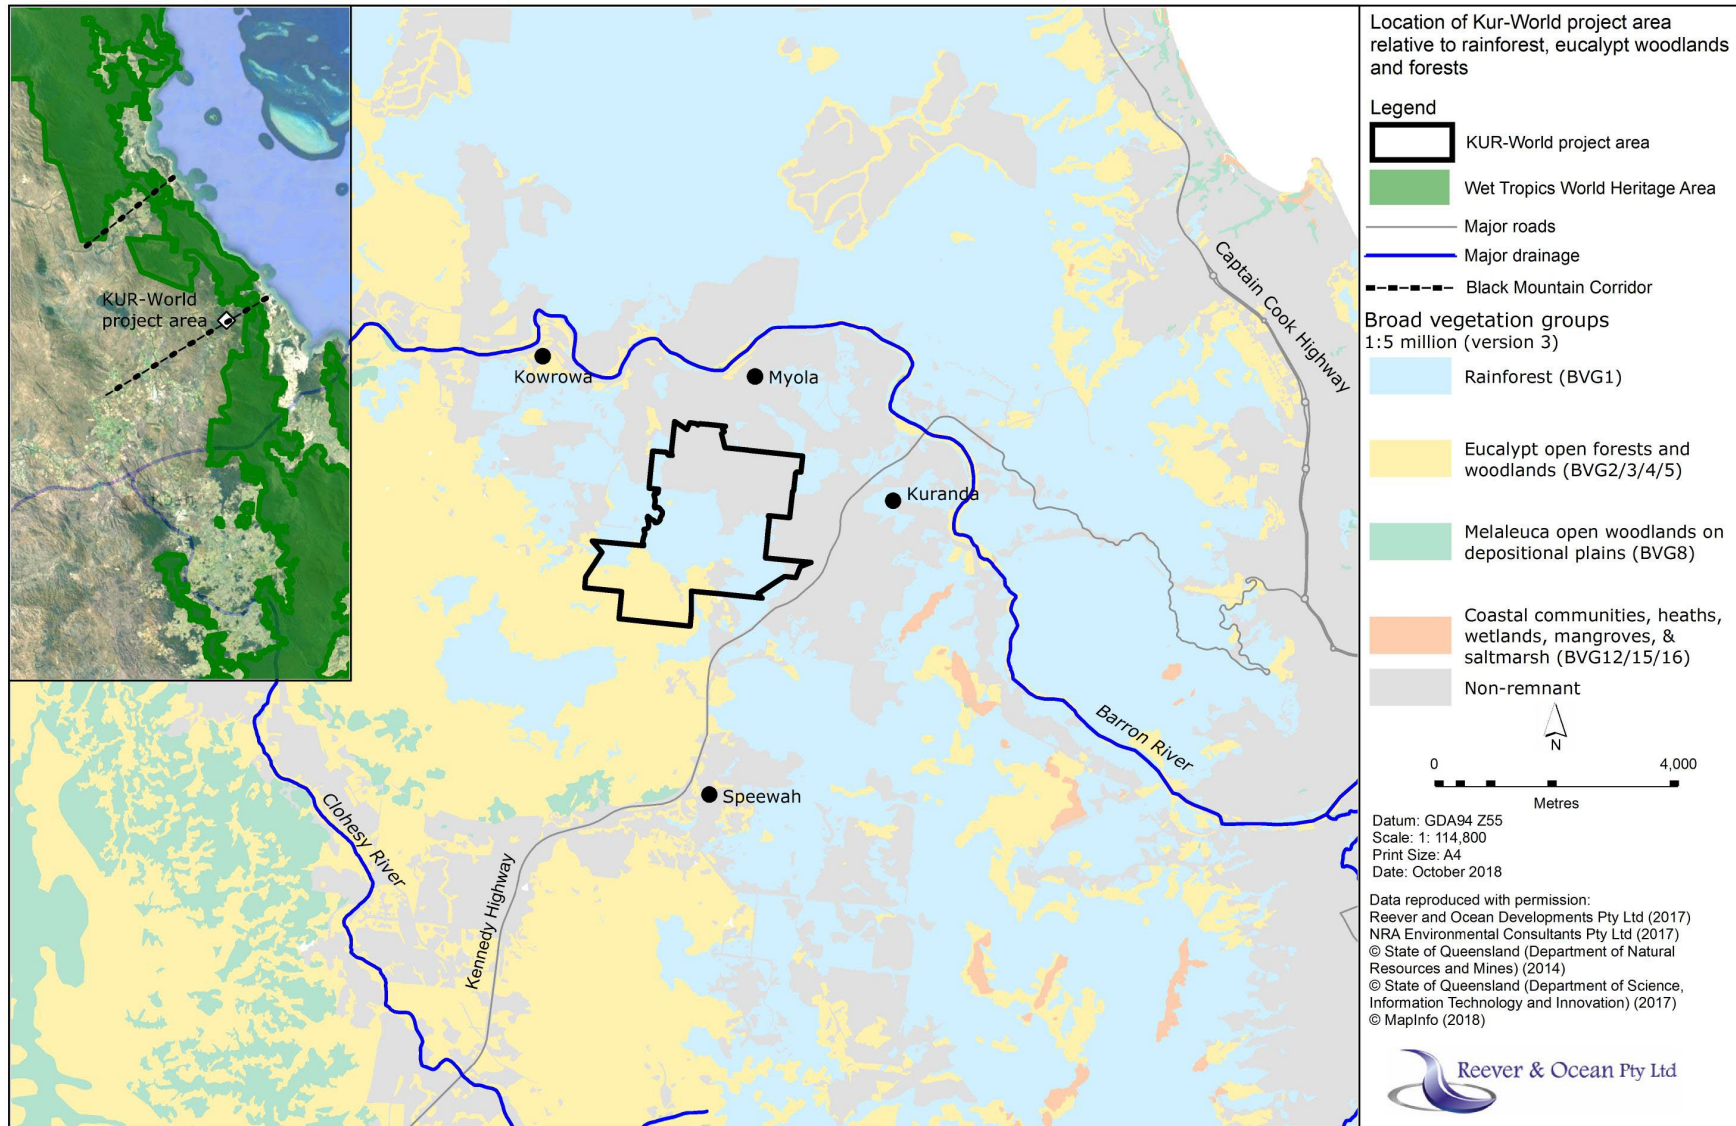 Location of Kur-World project area
relative to rainforest, eucalypt woodlands
and forests
Legend
KUR-World project area
Wet Tropics World Heritage Area
Major roads
Major drainage
Black Mountain Corridor
Broad vegetation groups
1:5 million (version 3)
Rainforest (BVG1)
Eucalypt open forests and
woodlands (BVG2/3/4/5)
Melaleuca open woodlands on
depositional plains (BVG8)
Coastal communities, heaths,
wetlands, mangroves, &
saltmarsh (BVG12/15/16)
Non-remnant
N
0 4,000
Metres
Datum: GDA94 Z55
Scale: 1: 114,800
Print Size: A4
Date: October 2018
Data reproduced with permission:
Reever and Ocean Developments Pty Ltd (2017)
NRA Environmental Consultants Pty Ltd (2017)
© State of Queensland (Department of Natural
Resources and Mines) (2014)
© State of Queensland (Department of Science,
Information Technology and Innovation) (2017)
© MapInfo (2018)
Reever & Ocean Pty Ltd
KUR-World
project area
Captain Cook Highway
Kowrowa
Myola
Kuranda
Barron River
Speewah
Clohesy River
Kennedy Highway